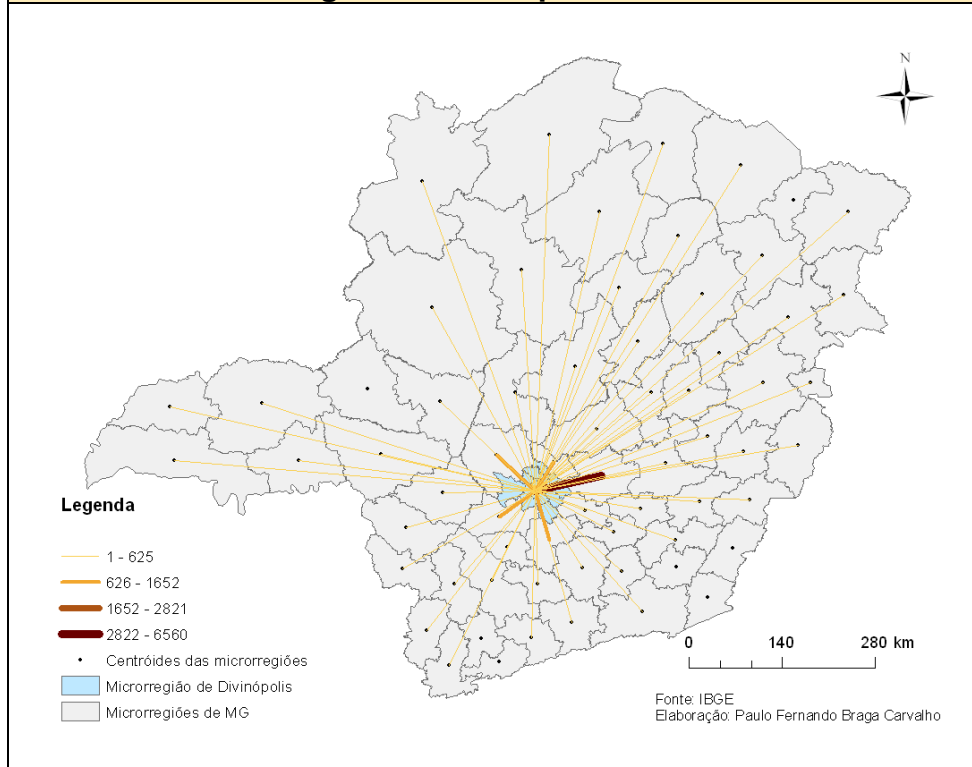 N
Legenda
1 - 625
626 - 1652
1652 - 2821
2822 - 6560
Centróides das microrregiões
Microrregião de Divinópolis
Microrregiões de MG
0 140 280 km
Fonte: IBGE
Elaboração: Paulo Fernando Braga Carvalho